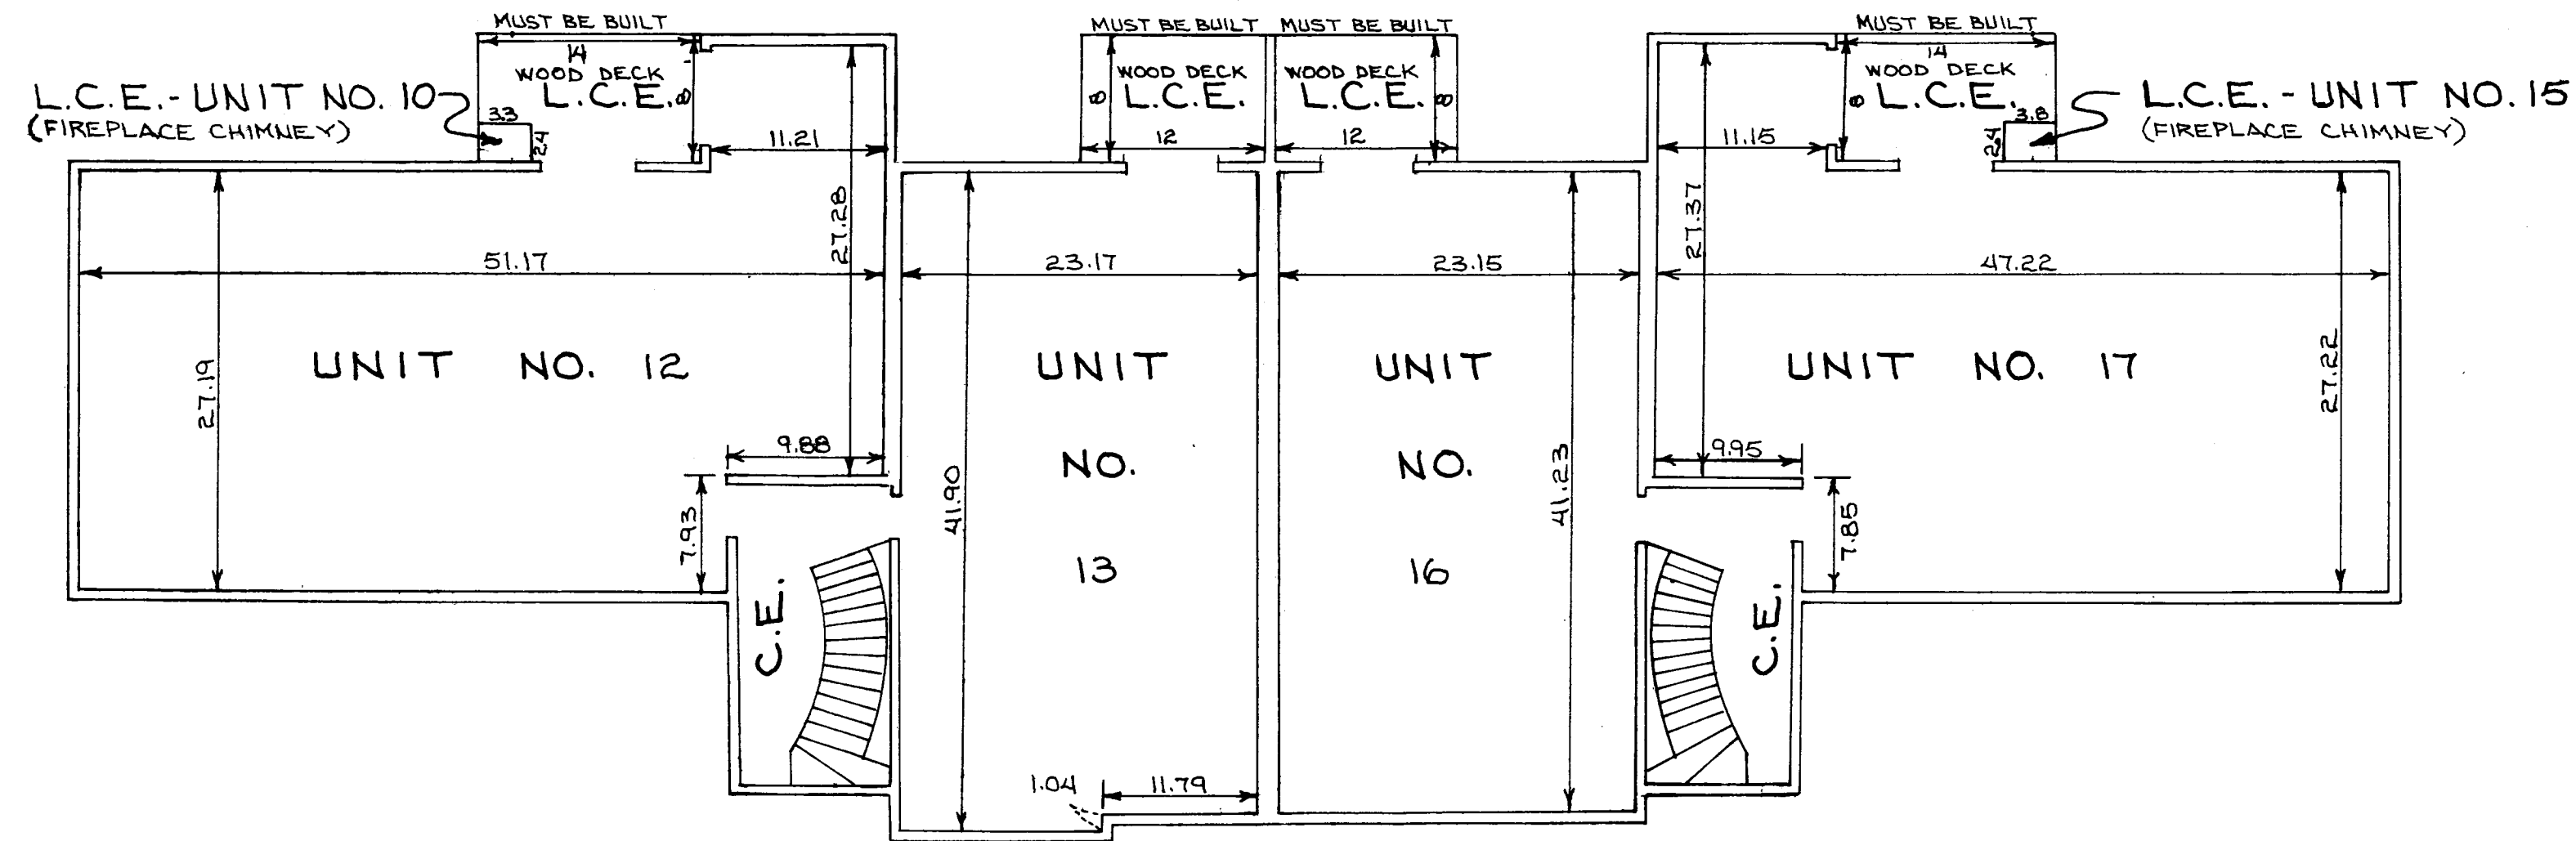 MUST BE BUILT
MUST BE BUILT
MUST BE BUILT
MUST BE BUILT
14
WOOD DECK
L.C.E.
8
L.C.E.-UNIT NO. 10
(FIREPLACE CHIMNEY)
3.3
2.4
11.21
WOOD DECK
L.C.E.
8
12
WOOD DECK
L.C.E.
8
12
14
WOOD DECK
L.C.E.
8
11.15
3.8
2.4
L.C.E.-UNIT NO. 15
(FIREPLACE CHIMNEY)
27.28
27.37
51.17
23.17
23.15
47.22
UNIT NO. 12
27.19
UNIT
NO.
13
41.90
UNIT
NO.
16
41.23
UNIT NO. 17
27.22
9.88
7.93
9.95
7.85
C.E.
C.E.
1.04
11.79